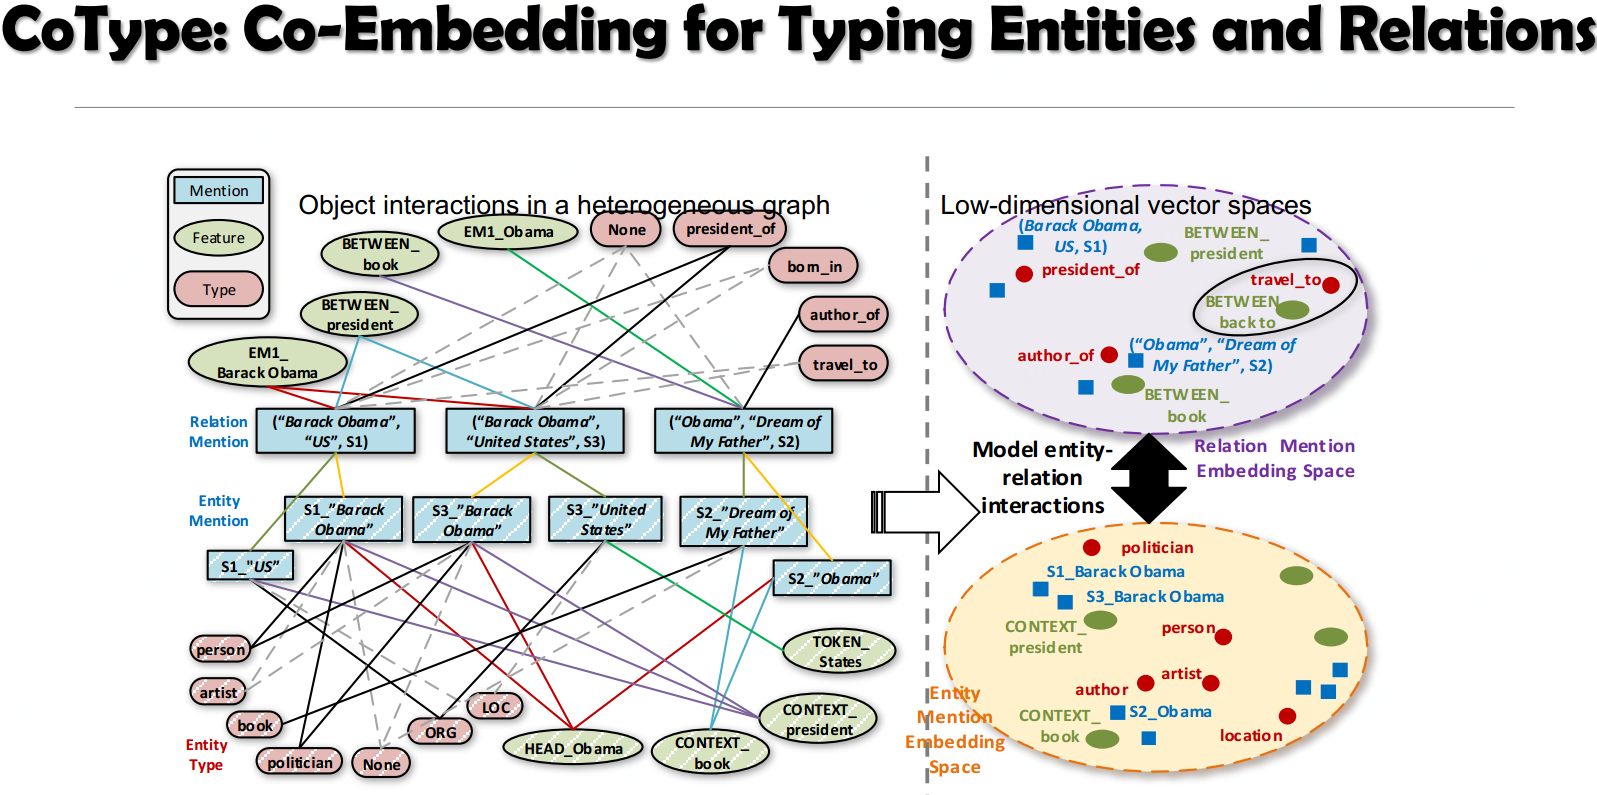 CoType: Co-Embedding for Typing Entities and Relations
Mention
Feature
Type
Object interactions in a heterogeneous graph
BETWEEN_
book
EM1_Obama
None
president_of
born_in
BETWEEN_
president
author_of
EM1_
Barack Obama
travel_to
Relation
Mention
("Barack Obama",
"US", S1)
("Barack Obama",
"United States", S3)
("Obama", "Dream of
My Father", S2)
Entity
Mention
S1_"Barack
Obama"
S3_"Barack
Obama"
S3_"United
States"
S2_"Dream of
My Father"
S1_"US"
S2_"Obama"
person
artist
book
Entity
Type
politician
None
ORG
LOC
HEAD_Obama
CONTEXT_
book
TOKEN_
States
CONTEXT_
president
Low-dimensional vector spaces
(Barack Obama,
US, S1)
BETWEEN_
president
president_of
travel_to
BETWEEN_
back to
author_of
("Obama", "Dream of
My Father", S2)
BETWEEN_
book
Model entity-
relation
interactions
Relation Mention
Embedding Space
politician
S1_Barack Obama
S3_Barack Obama
CONTEXT_
president
person
artist
author
S2_Obama
CONTEXT_
book
location
Entity
Mention
Embedding
Space